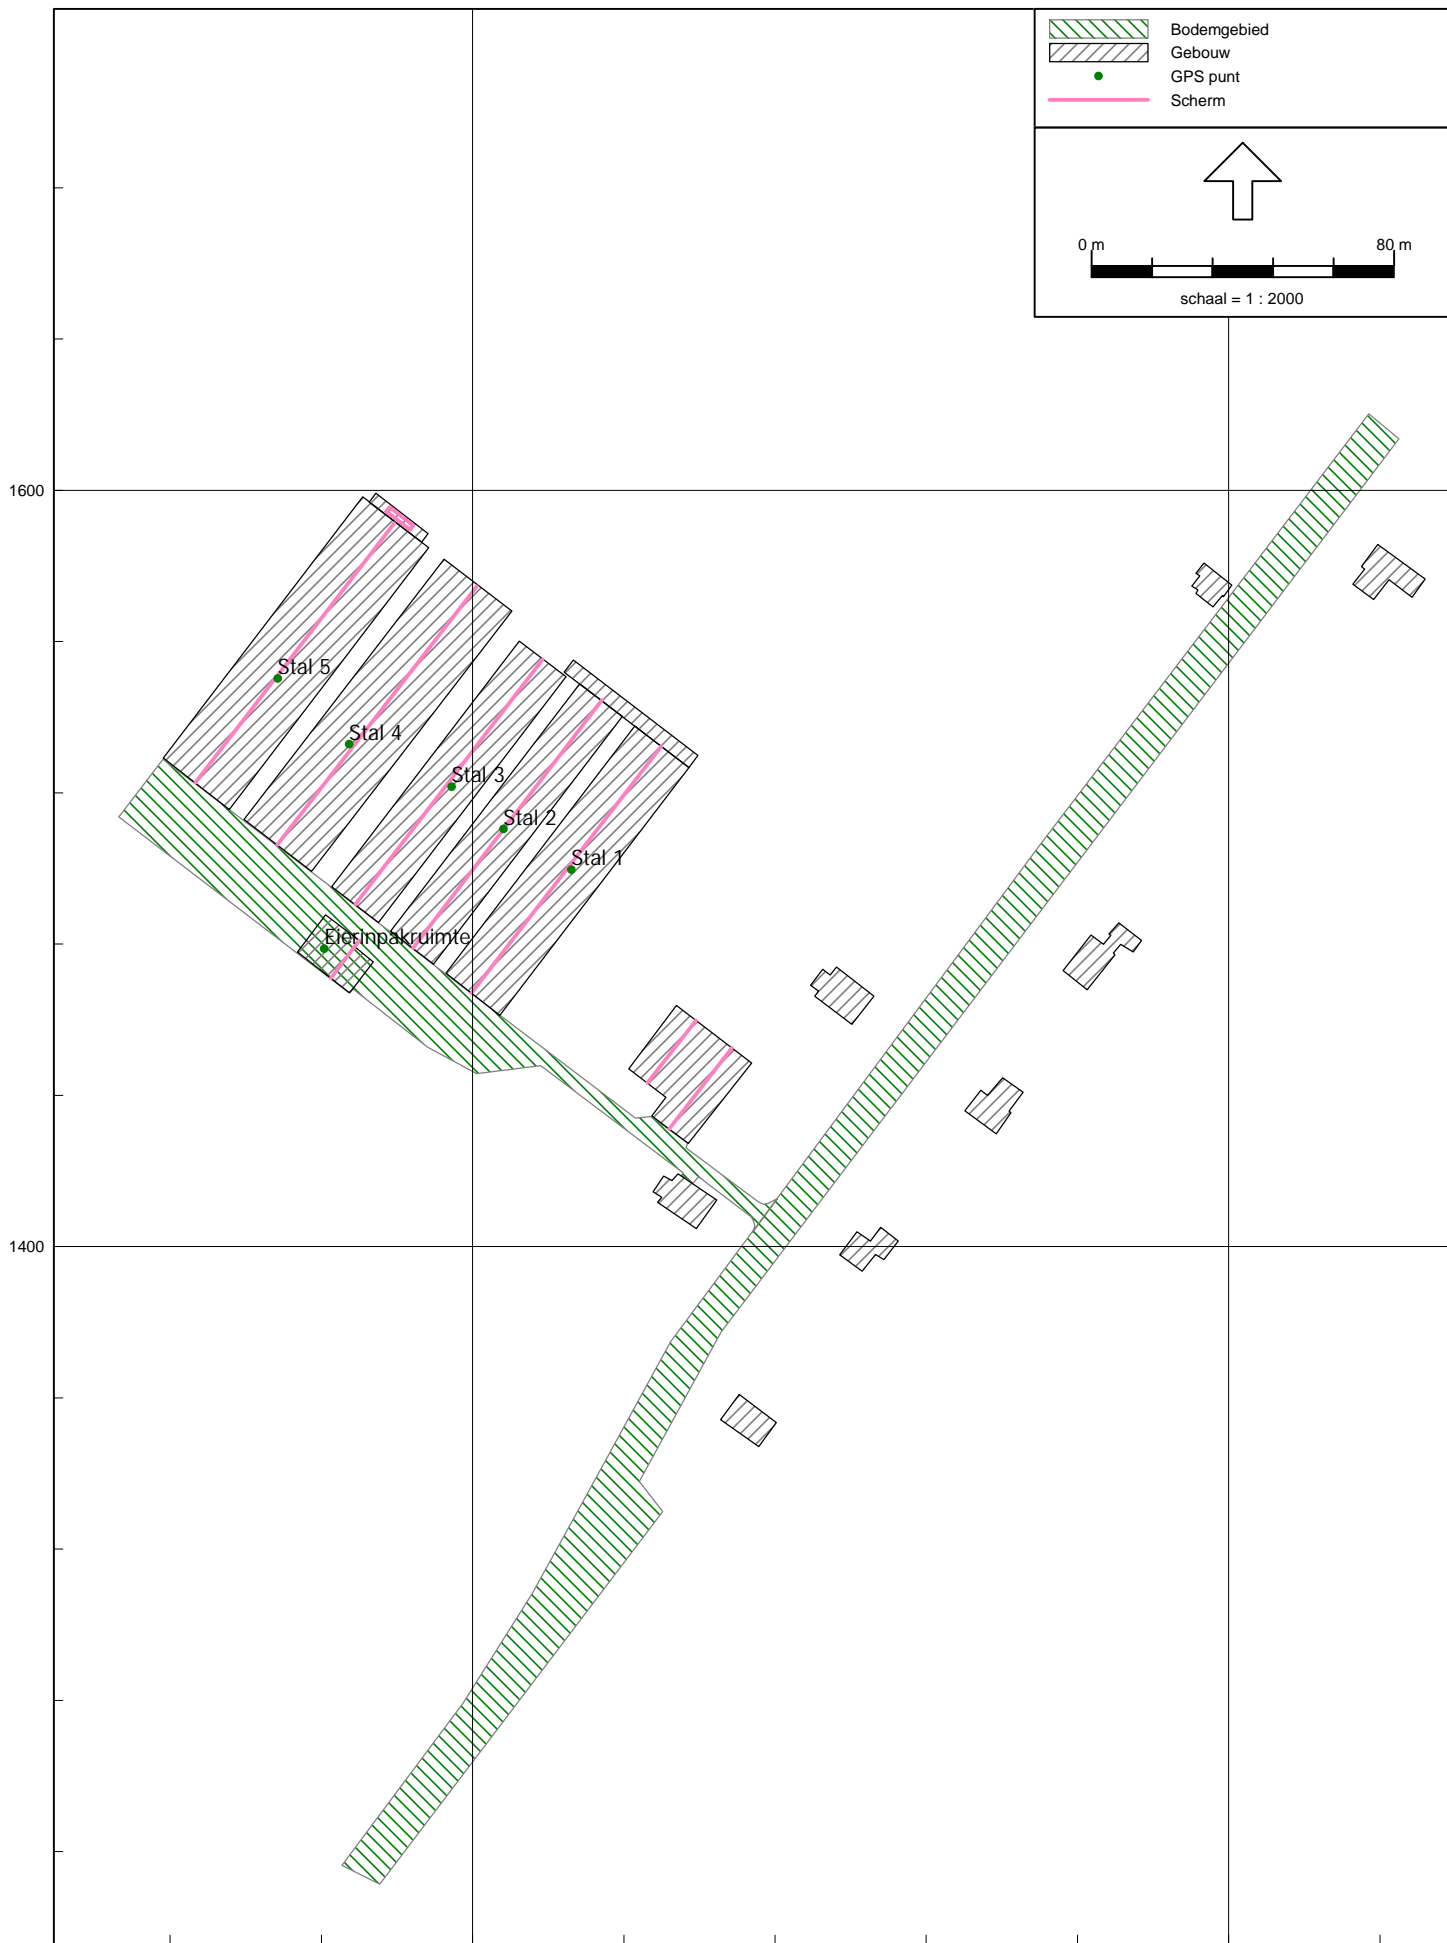 Bodemgebied
Gebouw
GPS punt
Scherm
0 m 80 m
schaal = 1 : 2000
1600
Stal 5
Stal 4
Stal 3
Stal 2
Stal 1
Eierinpakruimte
1400